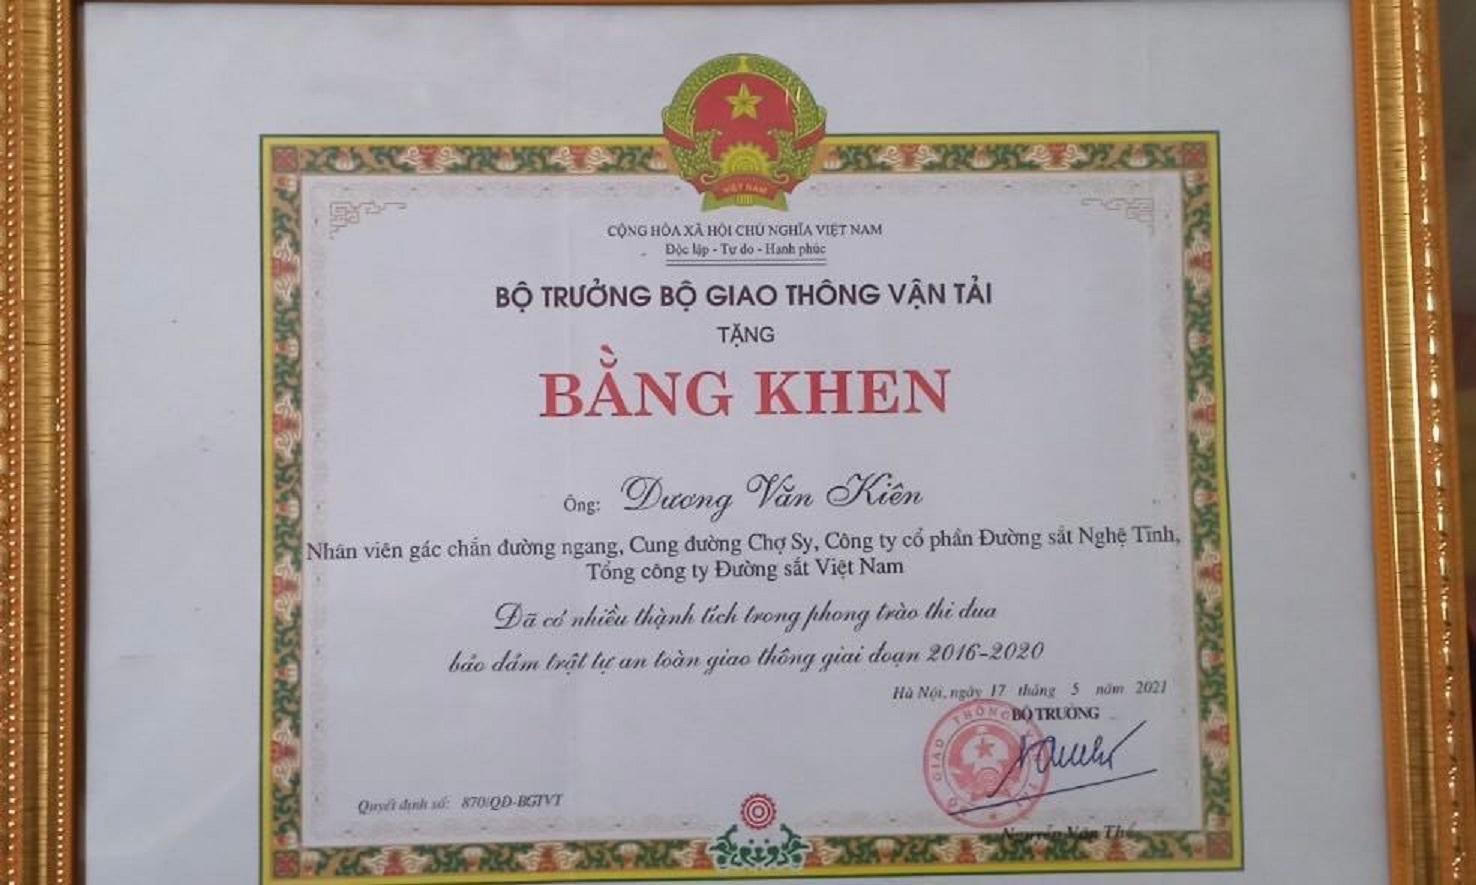 VIỆT NAM
CỘNG HÒA XÃ HỘI CHỦ NGHĨA VIỆT NAM
Độc lập - Tự do - Hạnh phúc
BỘ TRƯỞNG BỘ GIAO THÔNG VẬN TẢI
TẶNG
BẰNG KHEN
Ông: Dương Văn Kiên
Nhân viên gác chắn đường ngang, Cung đường Chợ Sy, Công ty cổ phần Đường sắt Nghệ Tĩnh,
Tổng công ty Đường sắt Việt Nam
Đã có nhiều thành tích trong phong trào thi đua
bảo đảm trật tự an toàn giao thông giai đoạn 2016-2020
Hà Nội, ngày 17 tháng 5 năm 2021
BỘ TRƯỞNG
GIAO THÔNG
Quyết định số: 870/QĐ-BGTVT
Nguyễn Văn